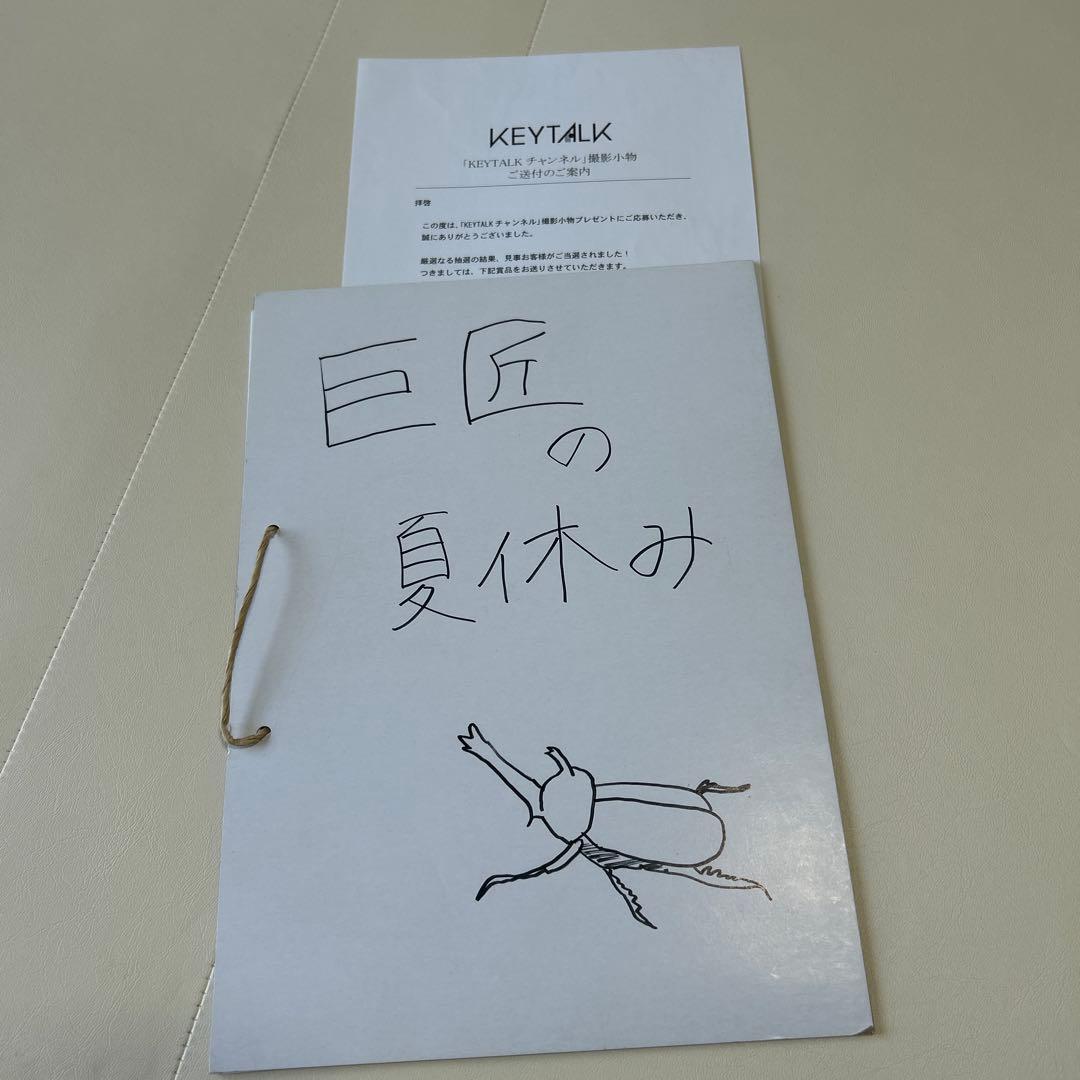 KEYTALK
「KEYTALK チャンネル」撮影小物
ご送付のご案内
拝啓
この度は、「KEYTALK チャンネル」撮影小物プレゼントにご応募いただき、
誠にありがとうございました。
厳選なる抽選の結果、見事お客様がご当選されました！
つきましては、下記賞品をお送りさせていただきます。
巨匠
の
夏休み